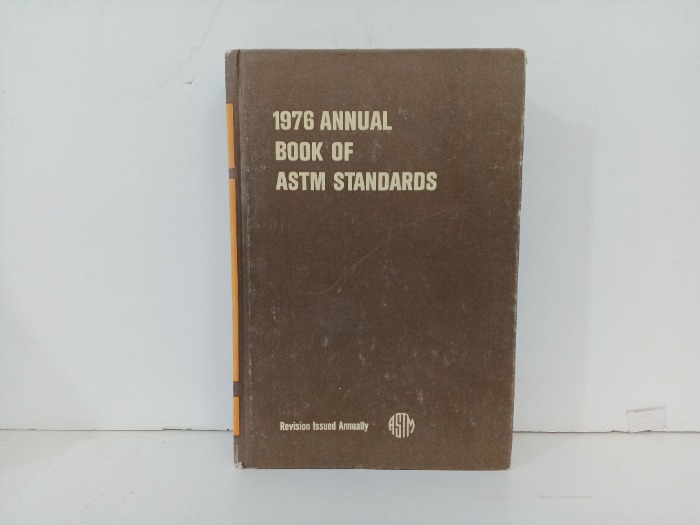 1976 ANNUAL
BOOK OF
ASTM STANDARDS
Revision Issued Annually
ASTM